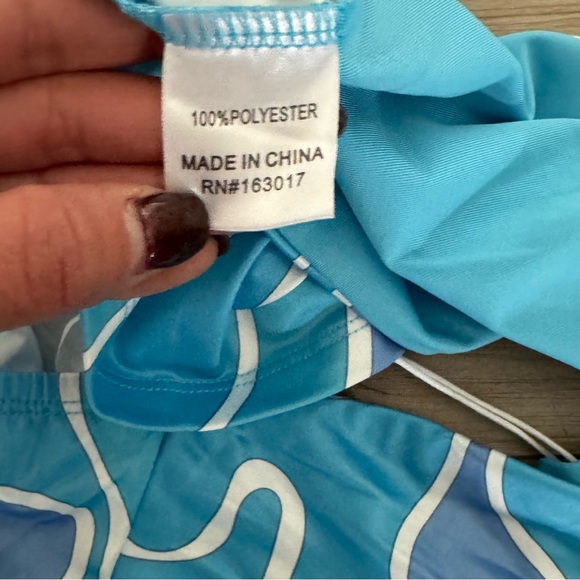 100%POLYESTER
MADE IN CHINA
RN#163017